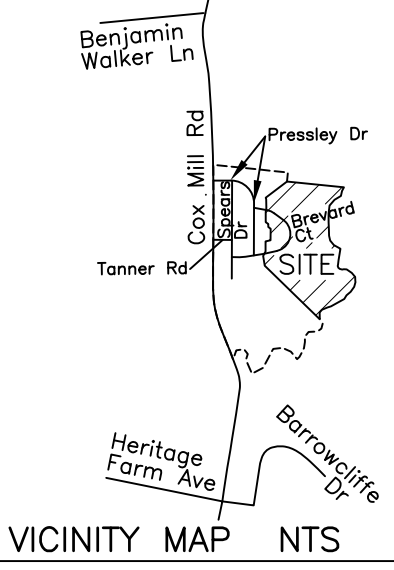 Benjamin
Walker Ln
Cox Mill Rd
Pressley Dr
Spears
Dr
Brevard
Ct
SITE
Tanner Rd
Heritage
Farm Ave
Barrowcliffe
Dr
VICINITY MAP NTS